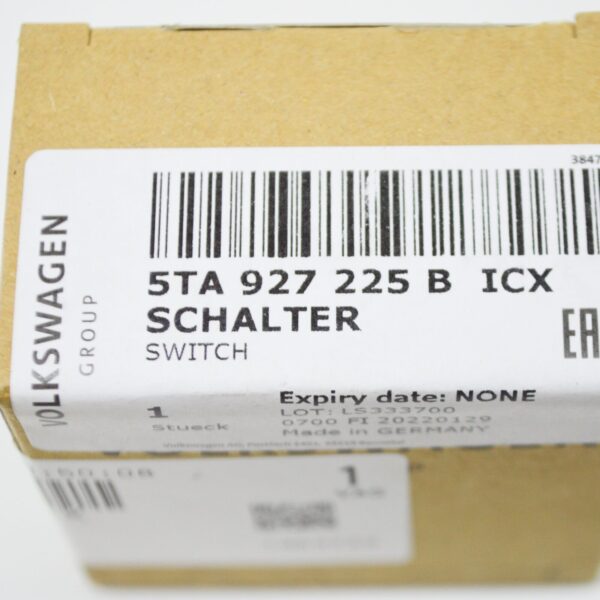 3847
VOLKSWAGEN
GROUP
5TA 927 225 B ICX
SCHALTER
SWITCH
EA
1
Stueck
Expiry date: NONE
LOT: LS333700
0700 FI 20220129
Made in GERMANY
1